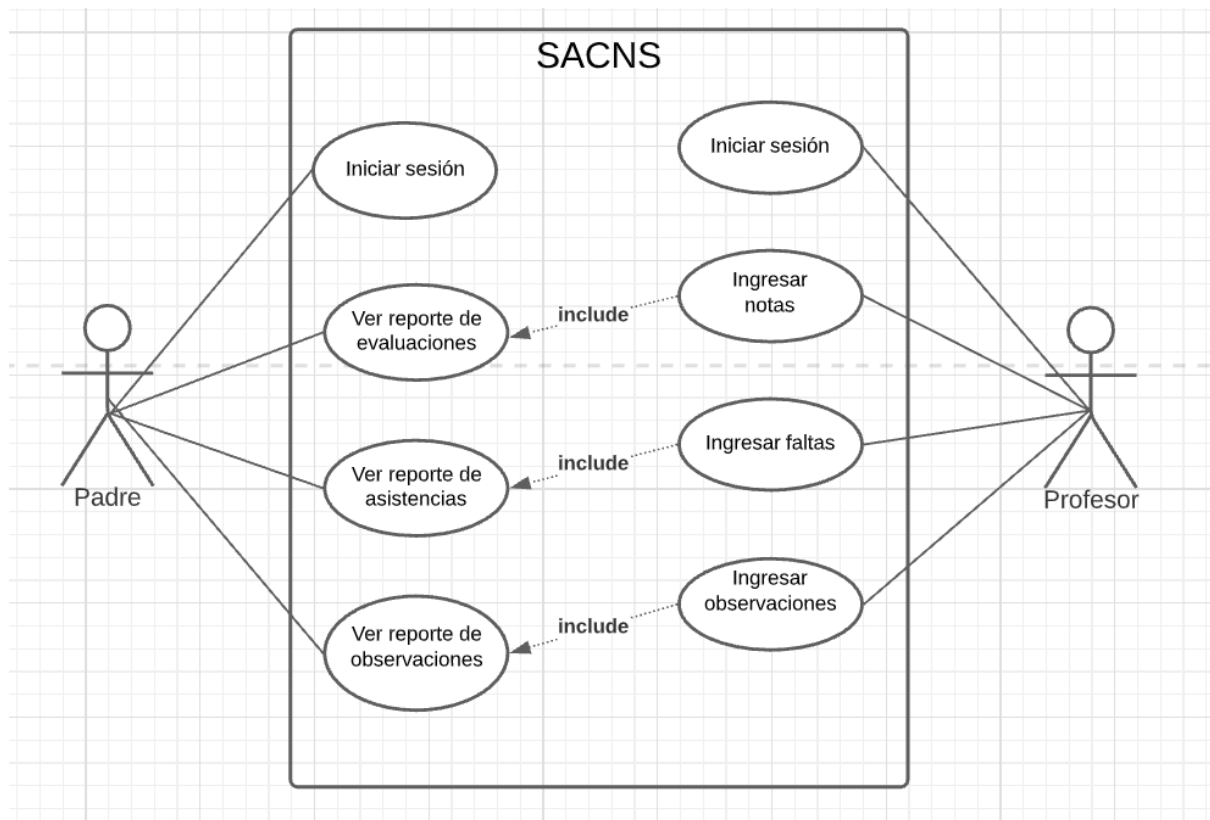 SACNS
Iniciar sesión
Iniciar sesión
Ver reporte de
evaluaciones
include
Ingresar
notas
Ver reporte de
asistencias
include
Ingresar faltas
Ver reporte de
observaciones
include
Ingresar
observaciones
Padre
Profesor